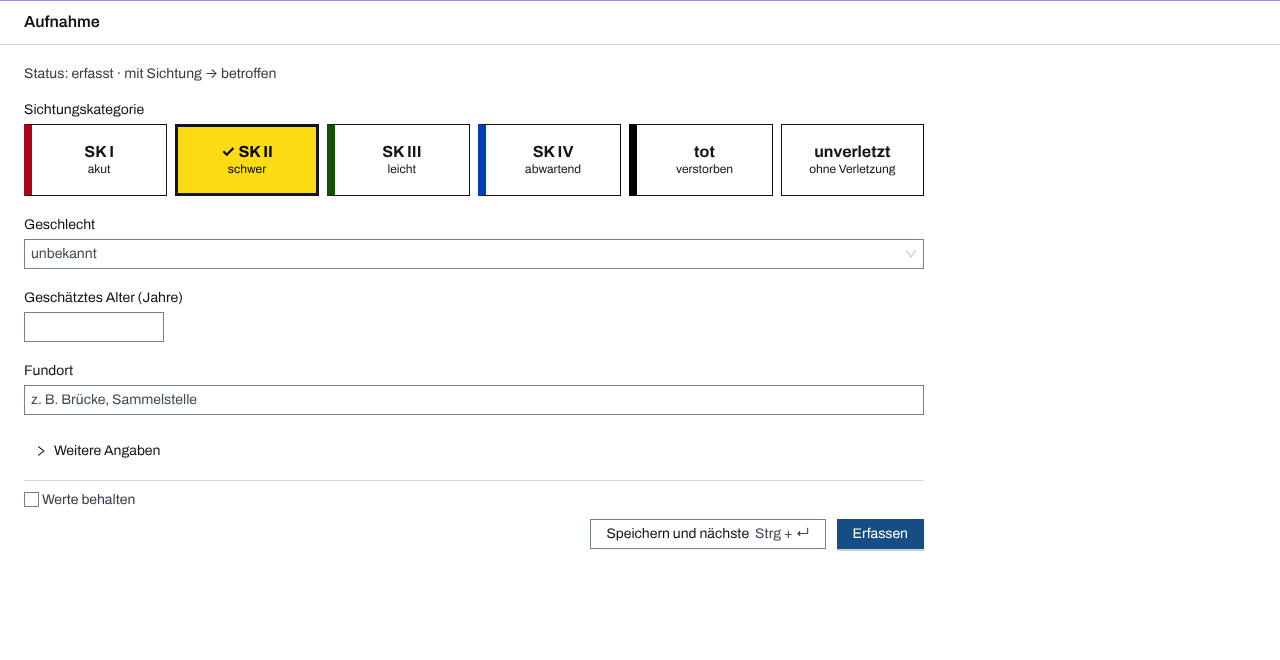 Aufnahme
Status: erfasst · mit Sichtung → betroffen
Sichtungskategorie
SK I
akut
✓ SK II
schwer
SK III
leicht
SK IV
abwartend
tot
verstorben
unverletzt
ohne Verletzung
Geschlecht
unbekannt
Geschätztes Alter (Jahre)
Fundort
z. B. Brücke, Sammelstelle
Weitere Angaben
Werte behalten
Speichern und nächste Strg + ↵
Erfassen